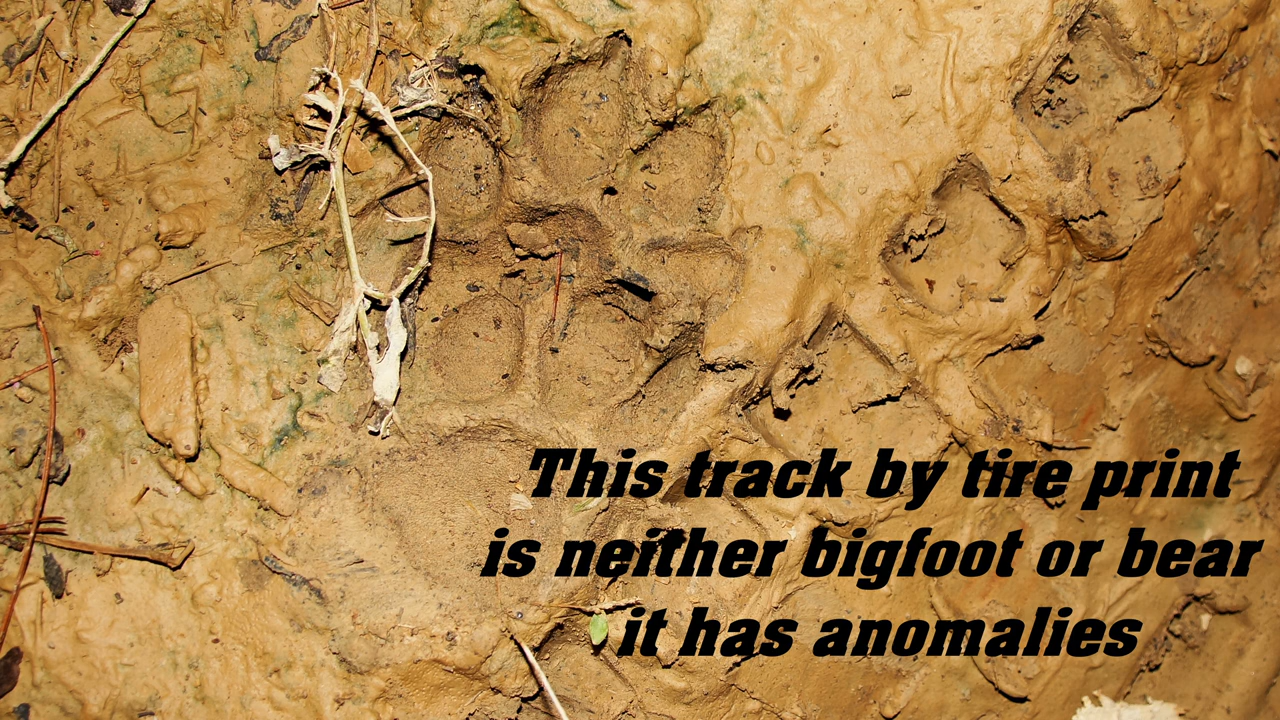 This track by tire print
is neither bigfoot or bear
it has anomalies